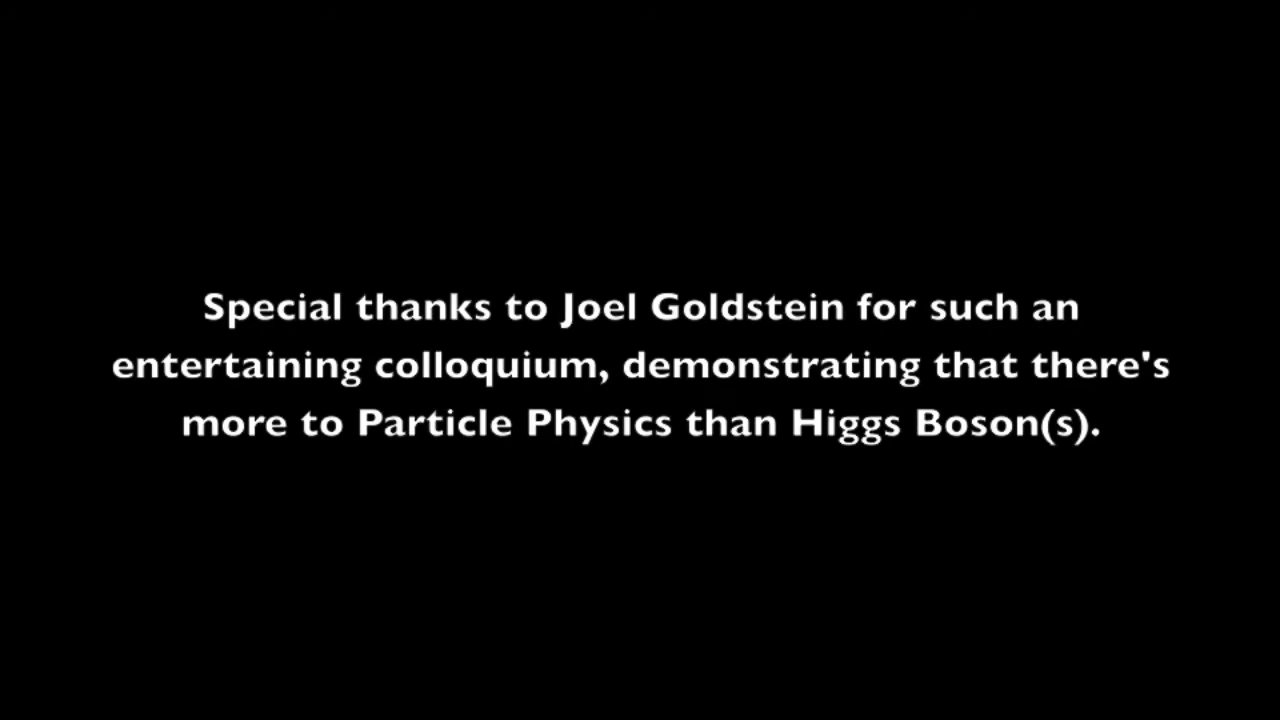 Special thanks to Joel Goldstein for such an
entertaining colloquium, demonstrating that there's
more to Particle Physics than Higgs Boson(s).